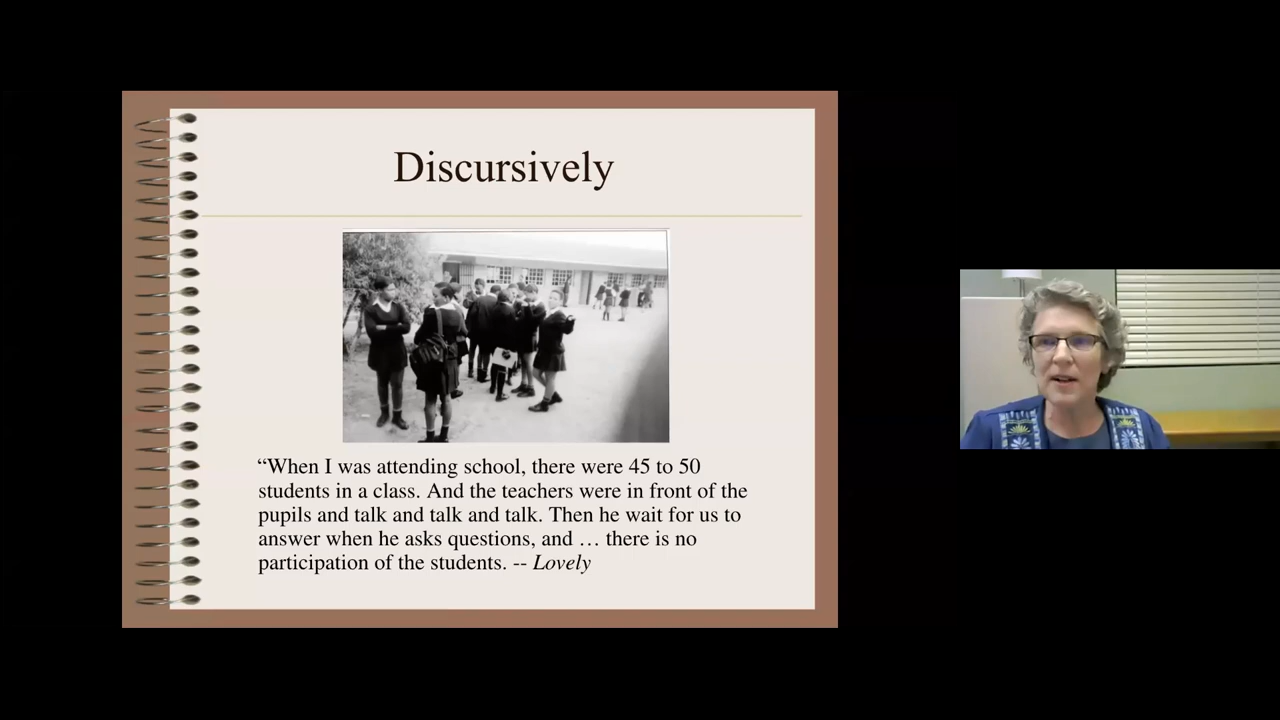 Discursively
“When I was attending school, there were 45 to 50
students in a class. And the teachers were in front of the
pupils and talk and talk and talk. Then he wait for us to
answer when he asks questions, and … there is no
participation of the students. -- Lovely